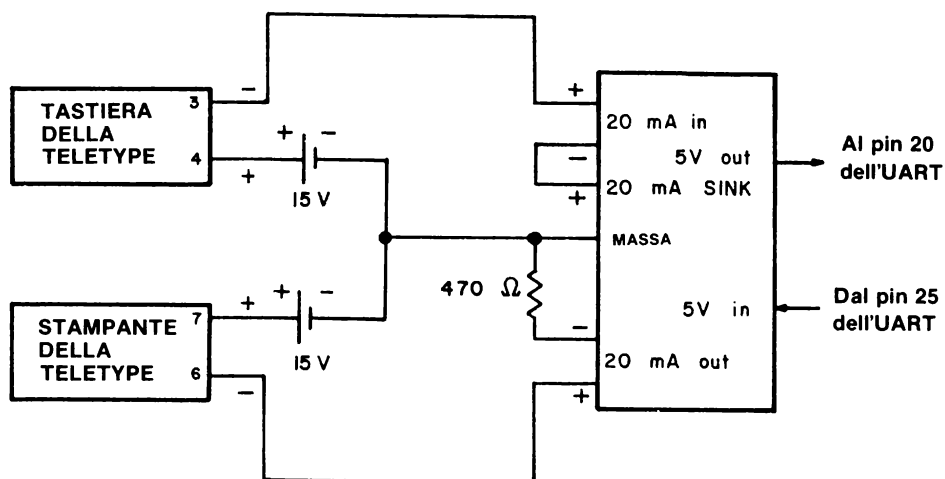 TASTIERA
DELLA
TELETYPE
3
4
−
+
+ −
15 V
STAMPANTE
DELLA
TELETYPE
7
6
+
−
+ −
15 V
470 Ω
+
20 mA in
−
5V out
+
20 mA SINK
MASSA
5V in
−
20 mA out
+
Al pin 20
dell'UART
Dal pin 25
dell'UART